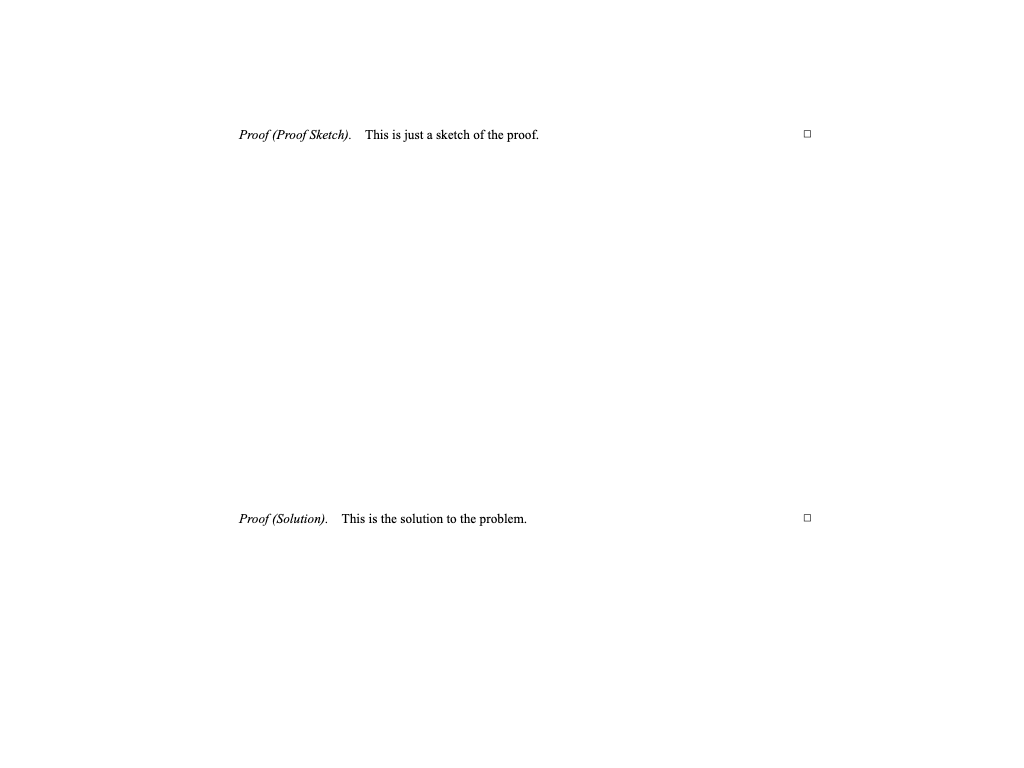 Proof (Proof Sketch). This is just a sketch of the proof. □
Proof (Solution). This is the solution to the problem. □